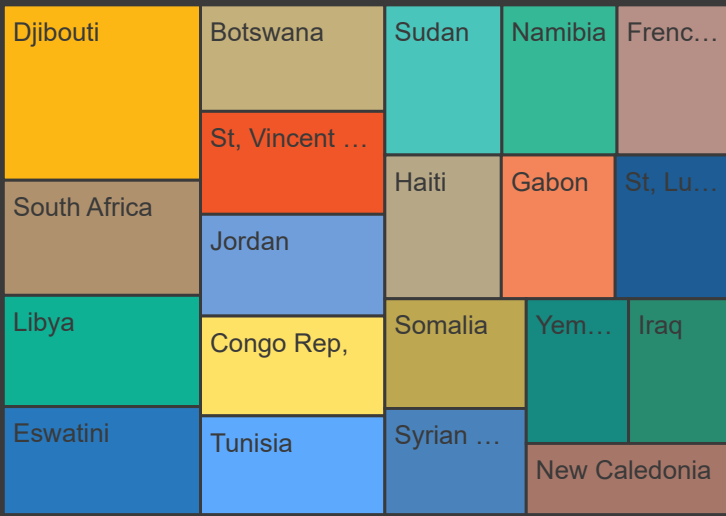 Djibouti
South Africa
Libya
Eswatini
Botswana
St, Vincent …
Jordan
Congo Rep,
Tunisia
Sudan
Namibia
Frenc…
Haiti
Gabon
St, Lu…
Somalia
Syrian …
Yem…
Iraq
New Caledonia